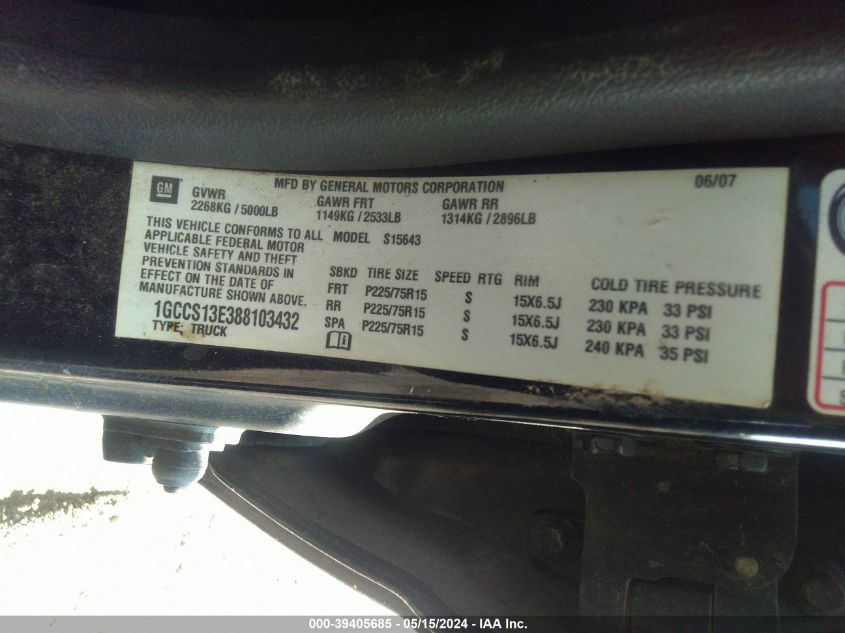 GM
MFD BY GENERAL MOTORS CORPORATION 06/07
GVWR GAWR FRT GAWR RR
2268KG / 5000LB 1149KG / 2533LB 1314KG / 2896LB
THIS VEHICLE CONFORMS TO ALL MODEL S15643
APPLICABLE FEDERAL MOTOR
VEHICLE SAFETY AND THEFT
PREVENTION STANDARDS IN
EFFECT ON THE DATE OF
MANUFACTURE SHOWN ABOVE.
1GCCS13E388103432
TYPE: TRUCK
SBKD TIRE SIZE SPEED RTG RIM COLD TIRE PRESSURE
FRT P225/75R15 S 15X6.5J 230 KPA 33 PSI
RR P225/75R15 S 15X6.5J 230 KPA 33 PSI
SPA P225/75R15 S 15X6.5J 240 KPA 35 PSI
000-39405685 - 05/15/2024 - IAA Inc.